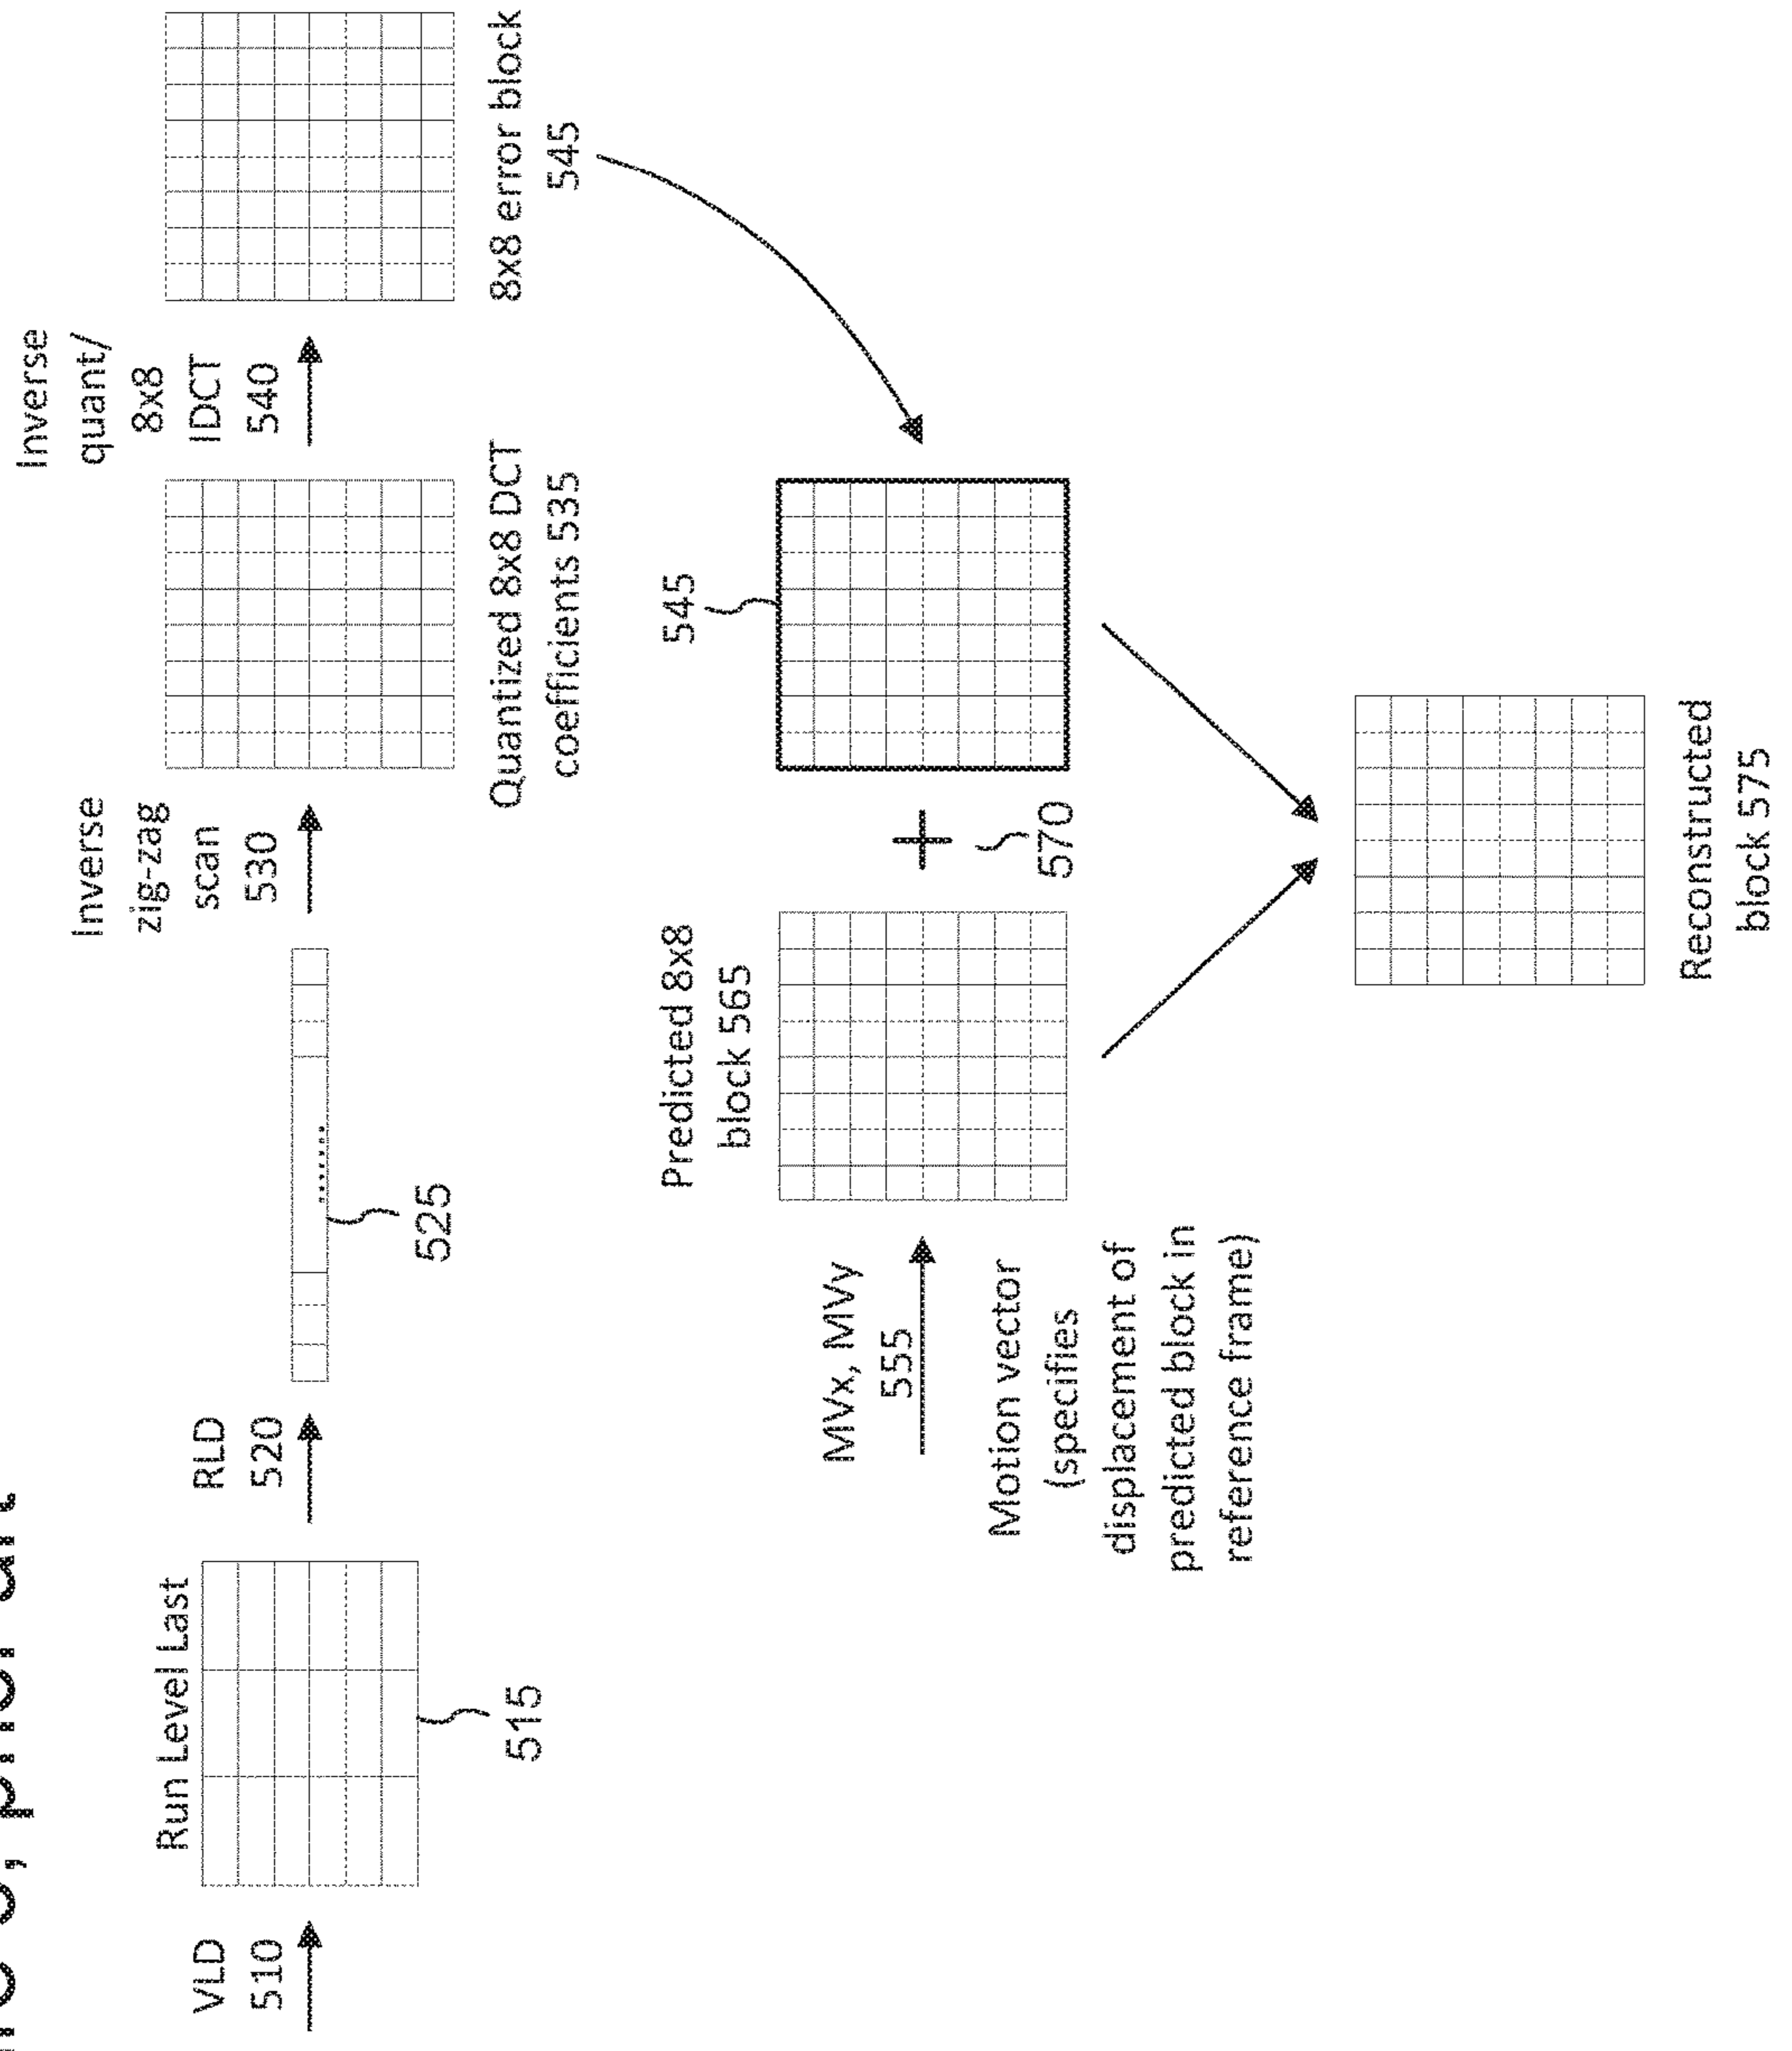 prior art
VLD
510
Run Level Last
515
RLD
520
525
Inverse
zig-zag
scan
530
Quantized 8x8 DCT
coefficients 535
Inverse
quant/
8x8
IDCT
540
8x8 error block
545
MVx, MVy
555
Motion vector
(specifies
displacement of
predicted block in
reference frame)
Predicted 8x8
block 565
570
545
Reconstructed
block 575